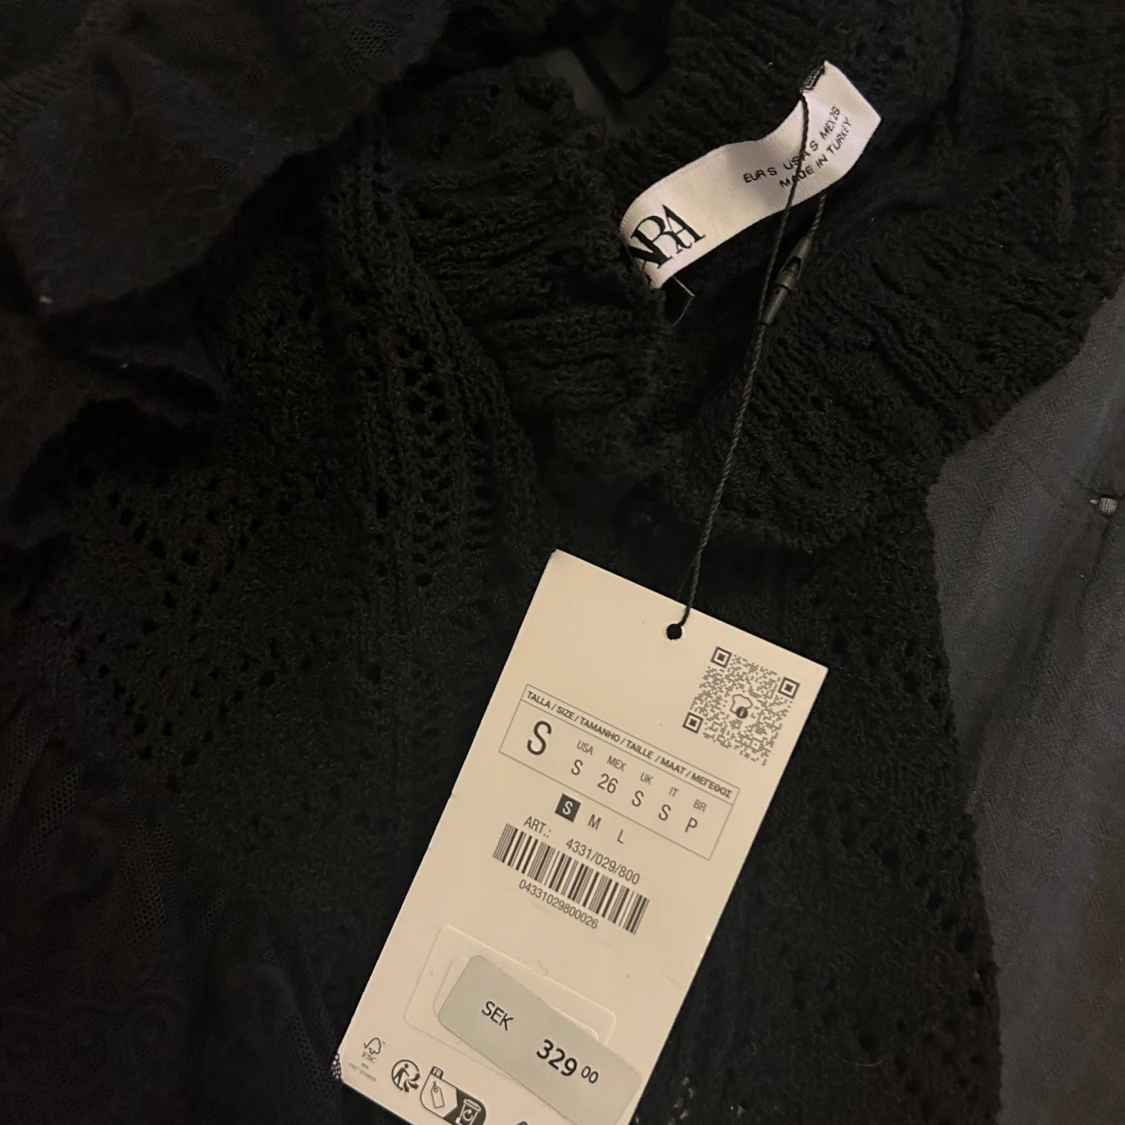 ZARA
EUR S USA S MEX 26
MADE IN TURKEY
TALLA / SIZE / TAMANHO / TAILLE / MAAT / ΜΕΓΕΘΟΣ
S
USA MEX UK IT BR
S 26 S S P
S M L
ART.: 4331/029/800
04331029800026
SEK 329 00
FSC